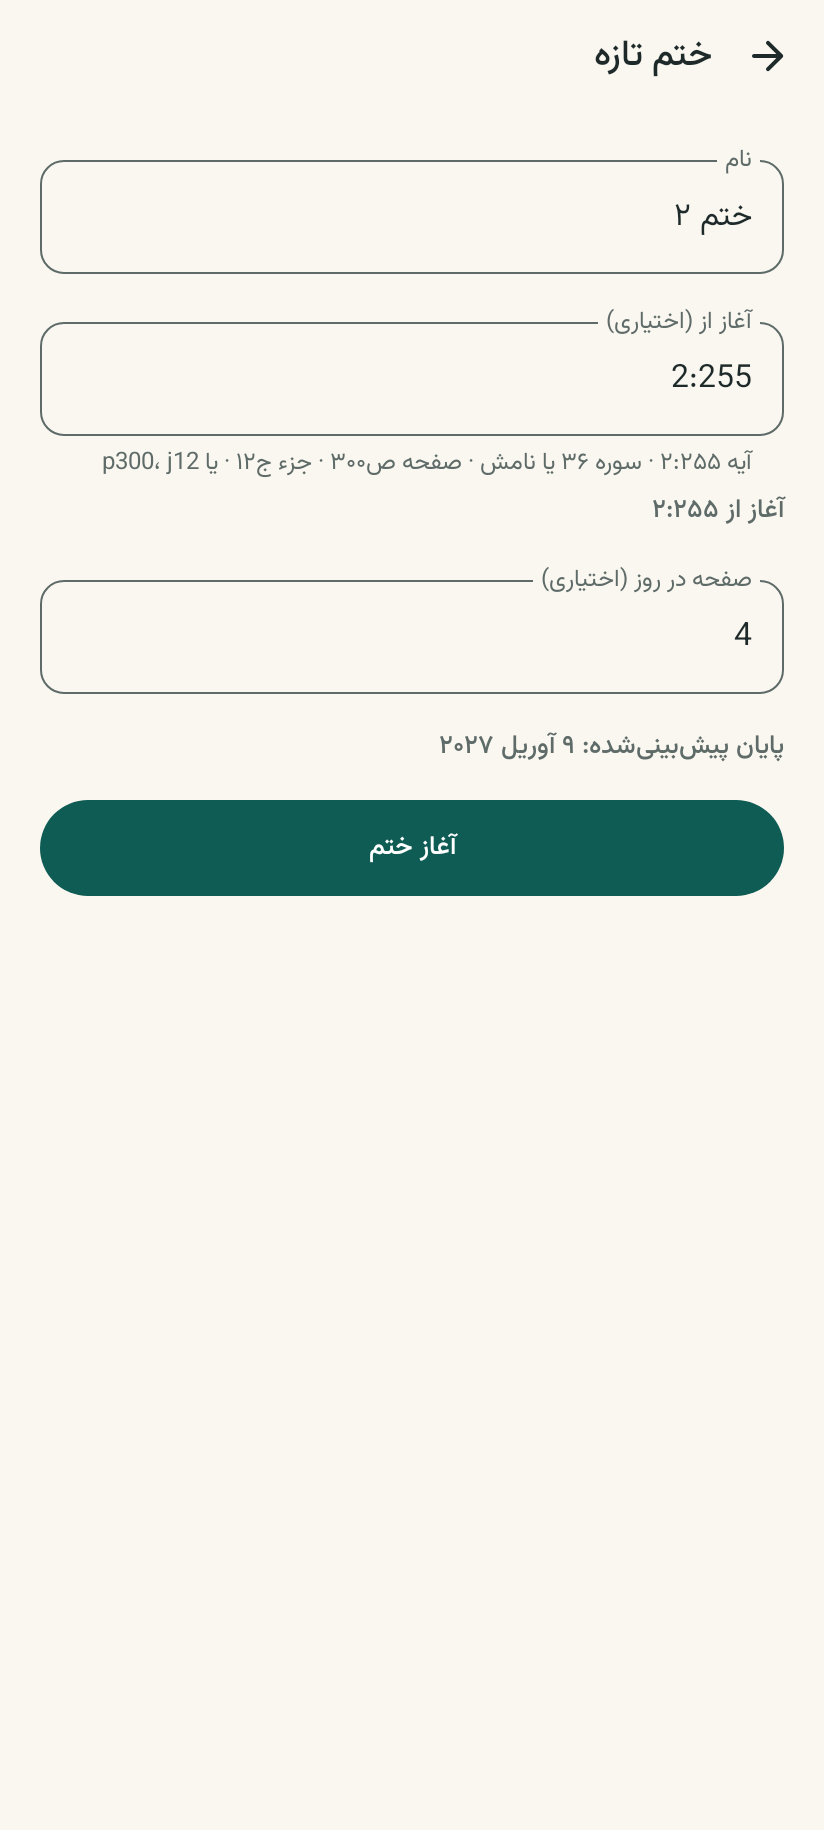 ختم تازه
نام
ختم ۲
آغاز از (اختیاری)
2:255
آیه ۲:۲۵۵ · سوره ۳۶ یا نامش · صفحه ص۳۰۰ · جزء ج۱۲ · یا p300، j12
آغاز از ۲:۲۵۵
صفحه در روز (اختیاری)
4
پایان پیش‌بینی‌شده: ۹ آوریل ۲۰۲۷
آغاز ختم